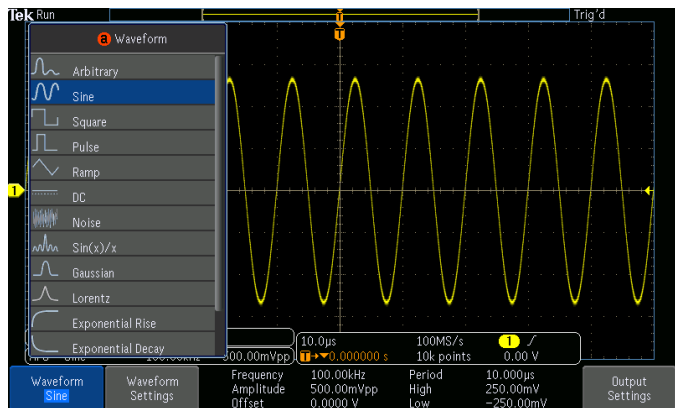 Tek Run Trig'd
T
T
a Waveform
Arbitrary
Sine
Square
Pulse
Ramp
1
DC
Noise
Sin(x)/x
Gaussian
Lorentz
Exponential Rise
Exponential Decay
10.0µs 100MS/s 1
500.00mVpp T→▼0.000000 s 10k points 0.00 V
Waveform Sine
Waveform Settings
Frequency 100.00kHz Period 10.000µs
Amplitude 500.00mVpp High 250.00mV
Offset 0.0000 V Low -250.00mV
Output Settings